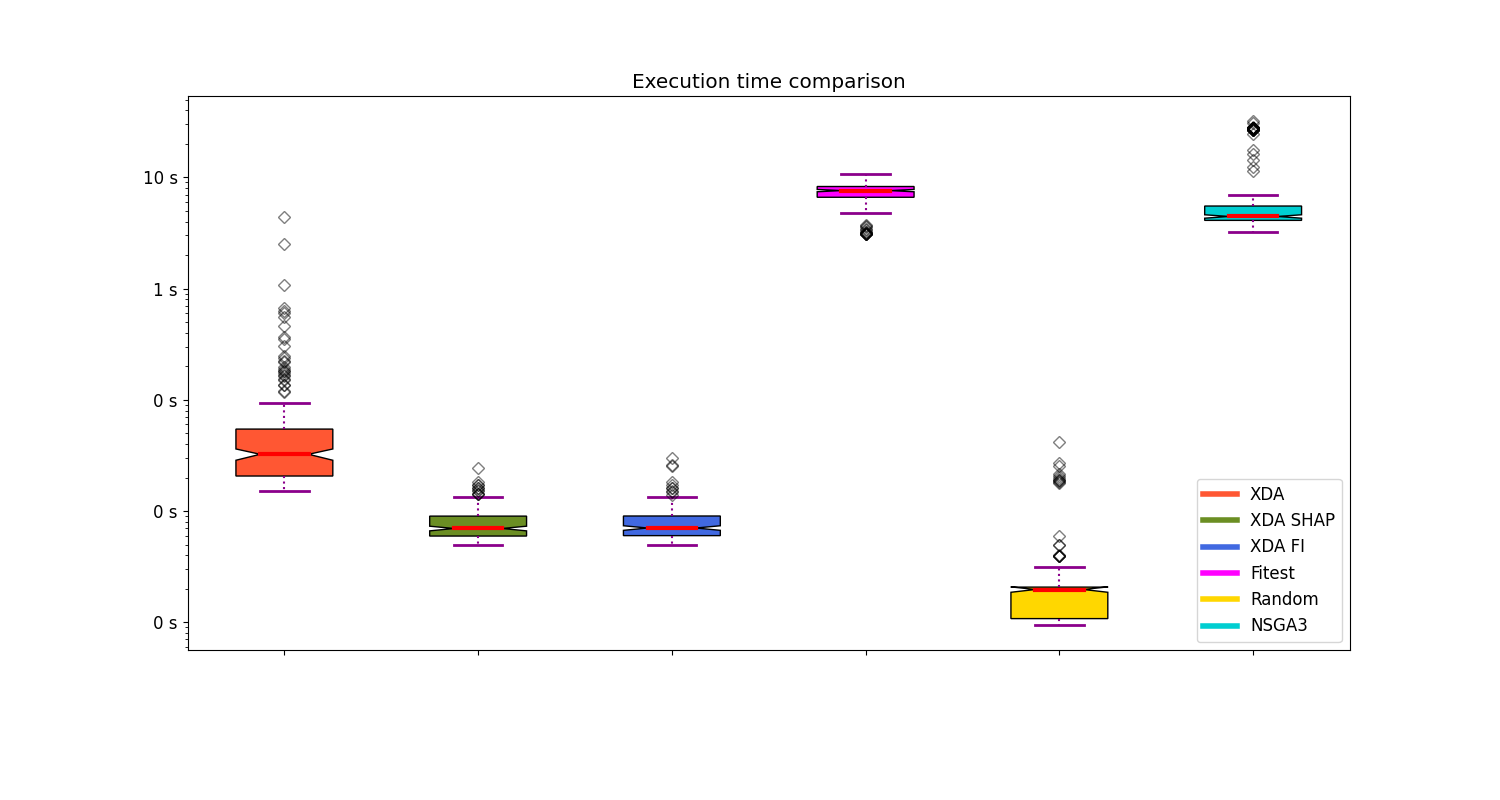 Execution time comparison
10 s
1 s
0 s
0 s
0 s
XDA
XDA SHAP
XDA FI
Fitest
Random
NSGA3